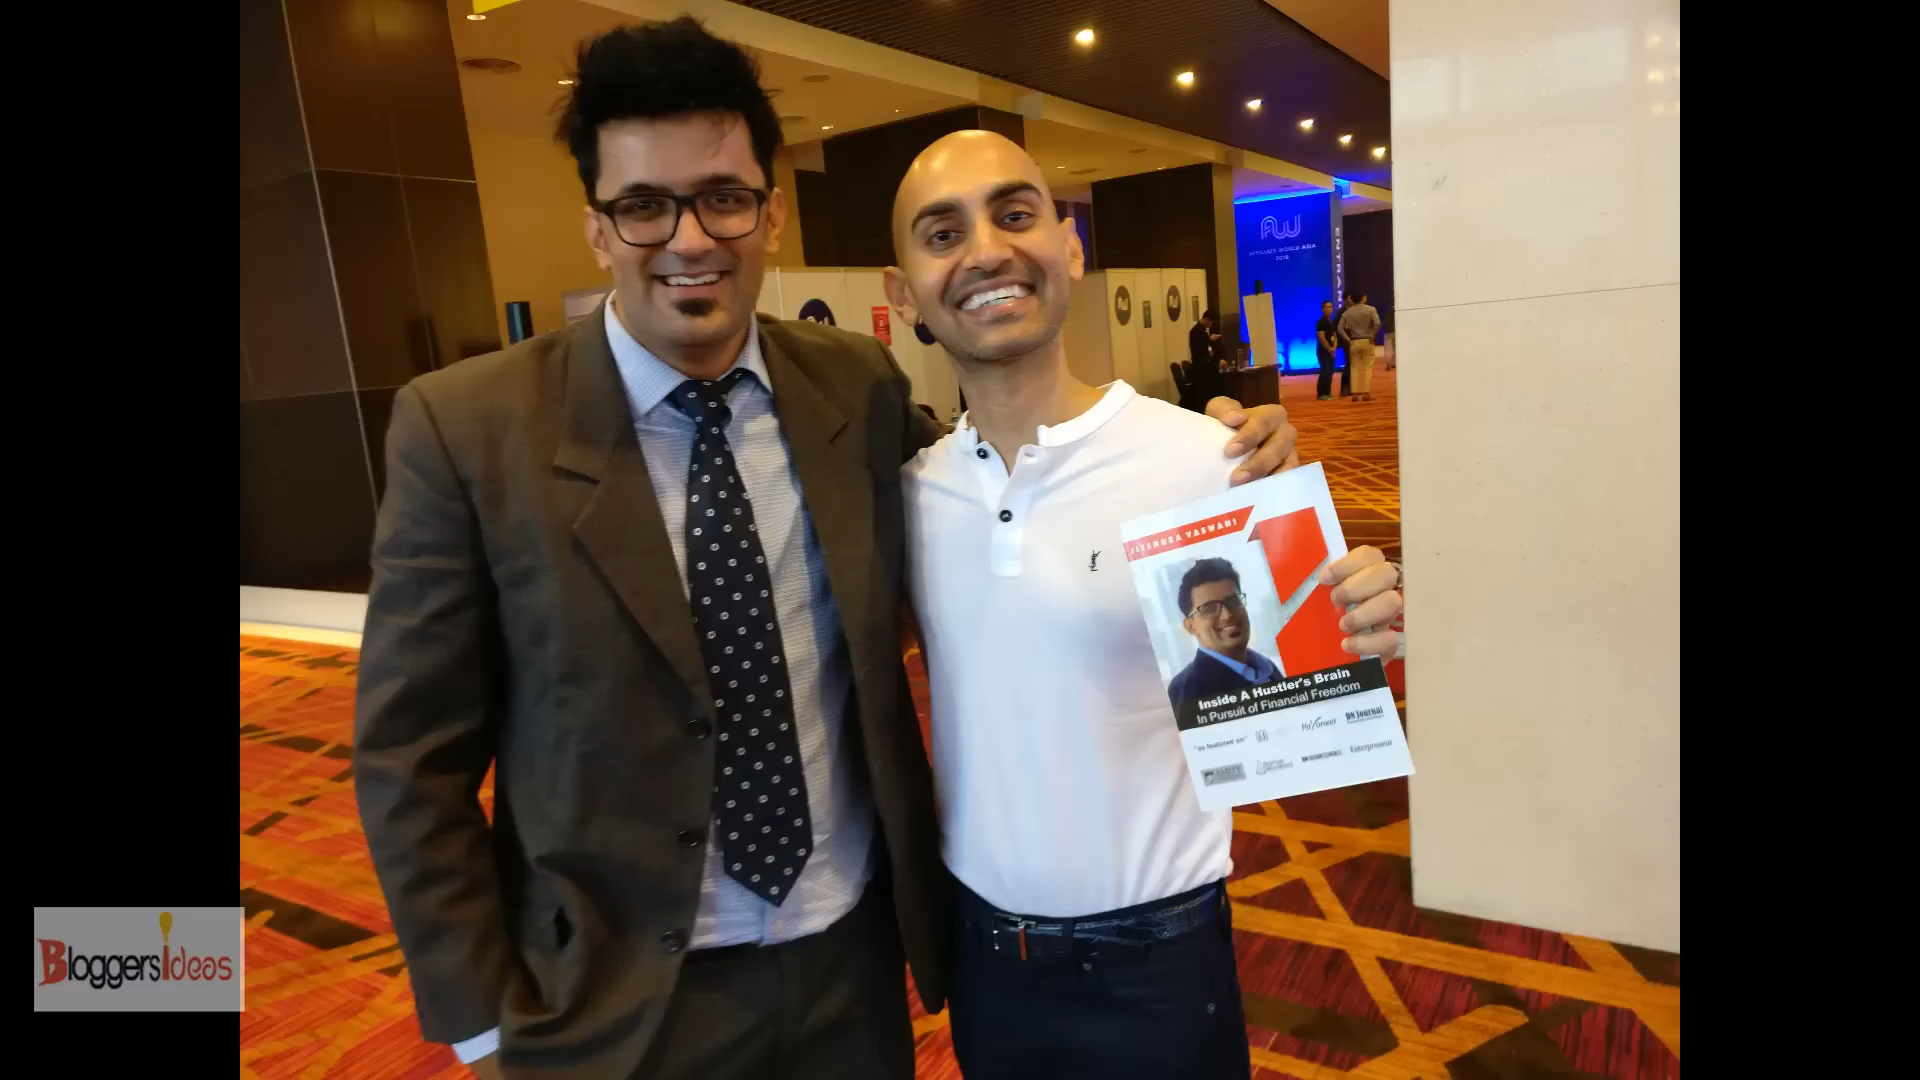 AW
AFFILIATE WORLD ASIA
2018
JITENDRA VASWANI
Inside A Hustler's Brain
In Pursuit of Financial Freedom
"as featured on"
Payoneer
DN Journal
Entrepreneur
BloggersIdeas